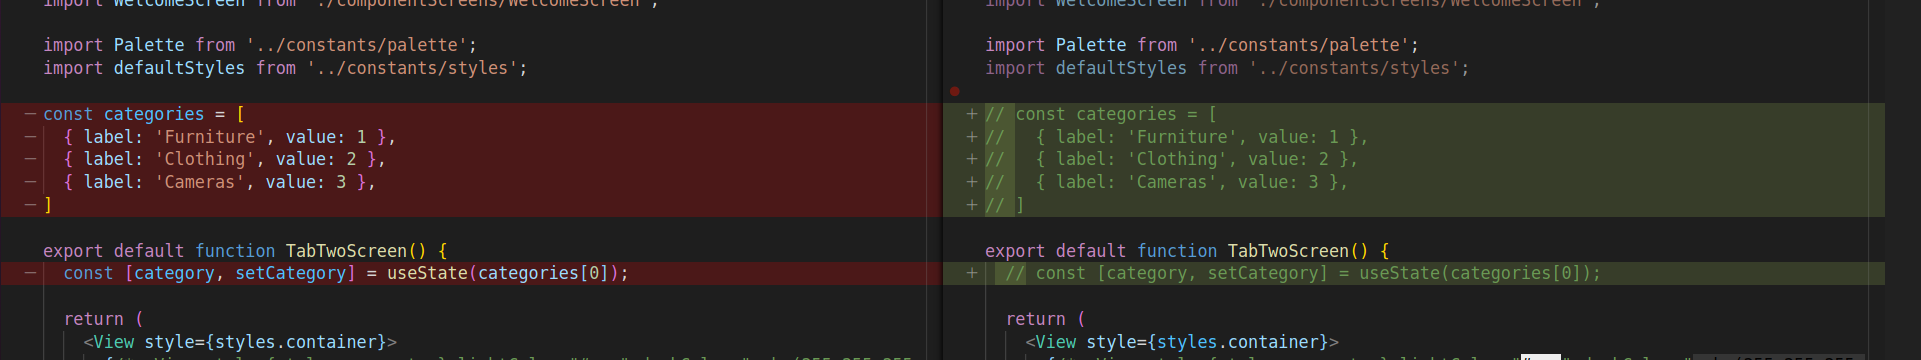 import WelcomeScreen from './componentScreens/WelcomeScreen';
import Palette from '../constants/palette';
import defaultStyles from '../constants/styles';
− const categories = [
− { label: 'Furniture', value: 1 },
− { label: 'Clothing', value: 2 },
− { label: 'Cameras', value: 3 },
− ]
export default function TabTwoScreen() {
− const [category, setCategory] = useState(categories[0]);
return (
<View style={styles.container}>
import WelcomeScreen from './componentScreens/WelcomeScreen';
import Palette from '../constants/palette';
import defaultStyles from '../constants/styles';
+ // const categories = [
+ // { label: 'Furniture', value: 1 },
+ // { label: 'Clothing', value: 2 },
+ // { label: 'Cameras', value: 3 },
+ // ]
export default function TabTwoScreen() {
+ // const [category, setCategory] = useState(categories[0]);
return (
<View style={styles.container}>